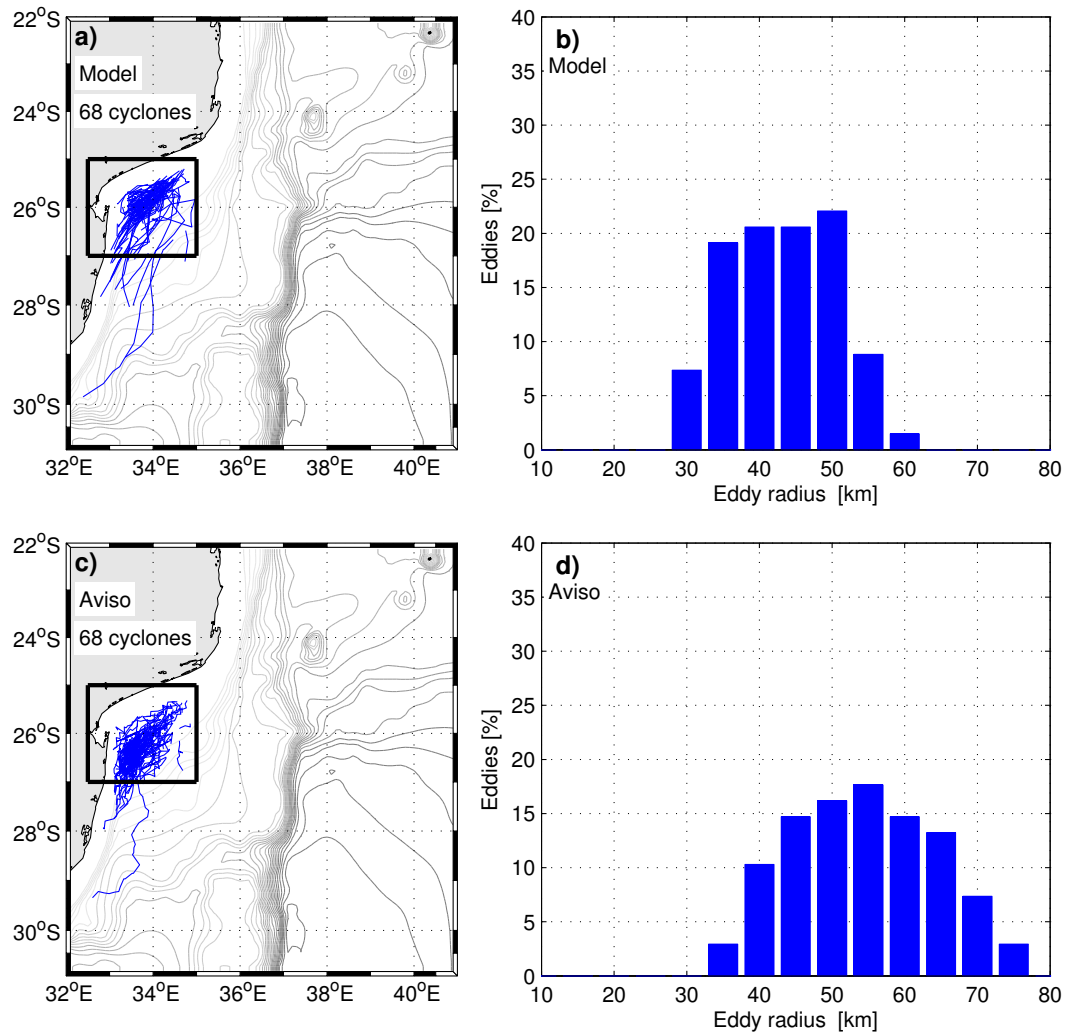 a)
Model
68 cyclones
22°S
24°S
26°S
28°S
30°S
32°E
34°E
36°E
38°E
40°E
b)
Model
40
35
30
25
20
15
10
5
0
Eddies [%]
10 20 30 40 50 60 70 80
Eddy radius [km]
c)
Aviso
68 cyclones
22°S
24°S
26°S
28°S
30°S
32°E
34°E
36°E
38°E
40°E
d)
Aviso
40
35
30
25
20
15
10
5
0
Eddies [%]
10 20 30 40 50 60 70 80
Eddy radius [km]